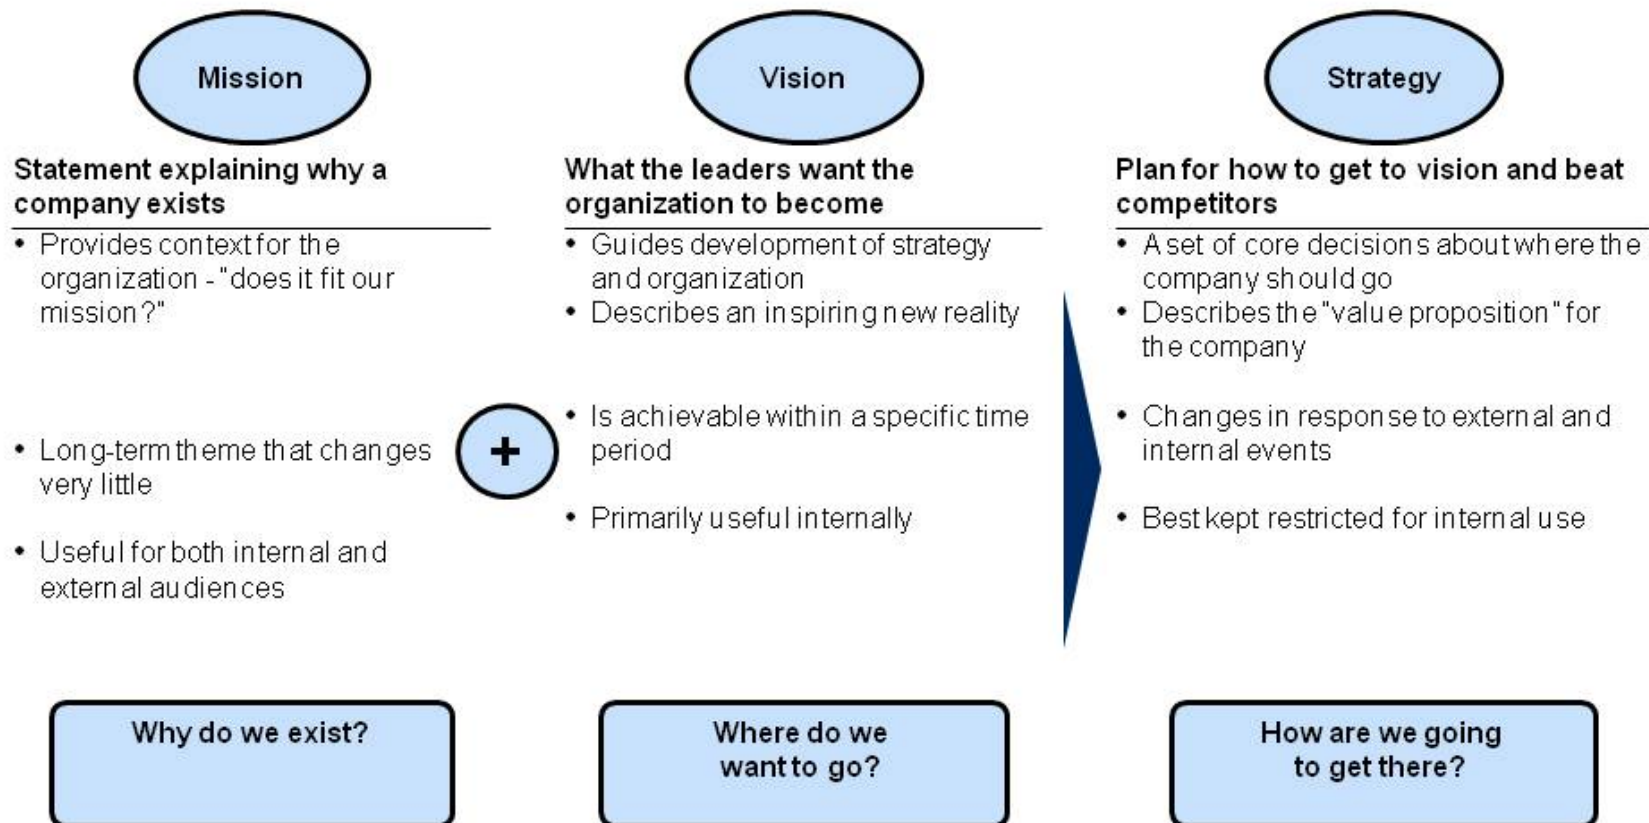 Mission
Statement explaining why a
company exists
• Provides context for the
organization - "does it fit our
mission?"
• Long-term theme that changes
very little
• Useful for both internal and
external audiences
Why do we exist?
+
Vision
What the leaders want the
organization to become
• Guides development of strategy
and organization
• Describes an inspiring new reality
• Is achievable within a specific time
period
• Primarily useful internally
Where do we
want to go?
Strategy
Plan for how to get to vision and beat
competitors
• A set of core decisions about where the
company should go
• Describes the "value proposition" for
the company
• Changes in response to external and
internal events
• Best kept restricted for internal use
How are we going
to get there?